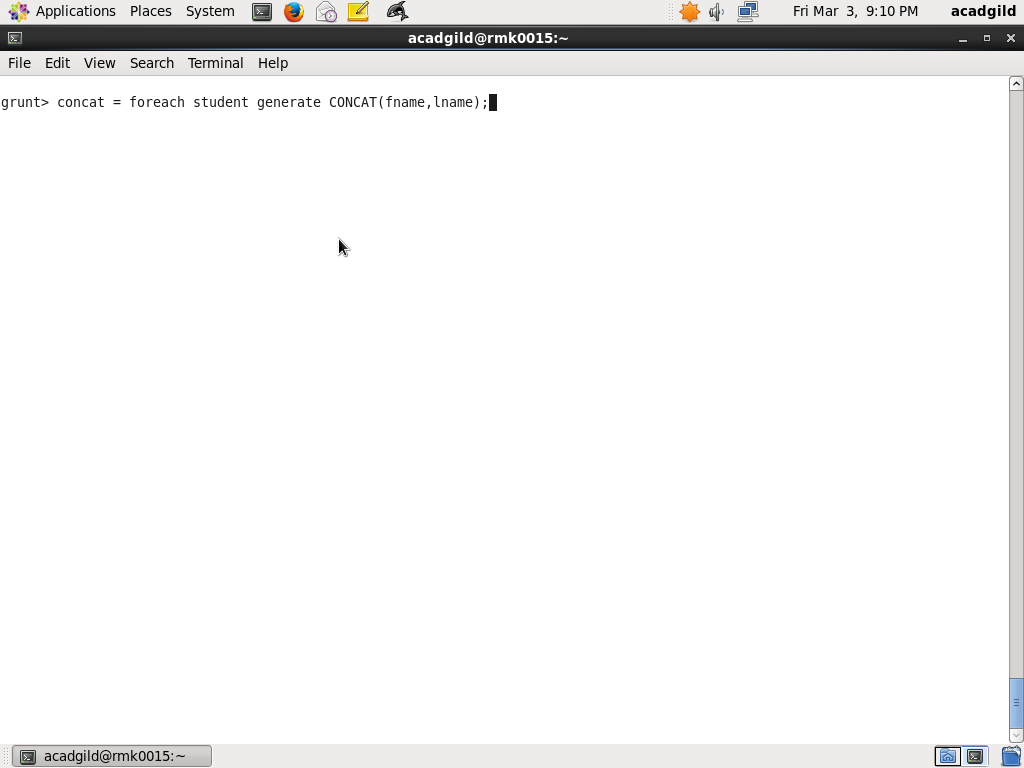 Applications Places System Fri Mar 3, 9:10 PM acadgild
acadgild@rmk0015:~
File Edit View Search Terminal Help
grunt> concat = foreach student generate CONCAT(fname,lname);
acadgild@rmk0015:~